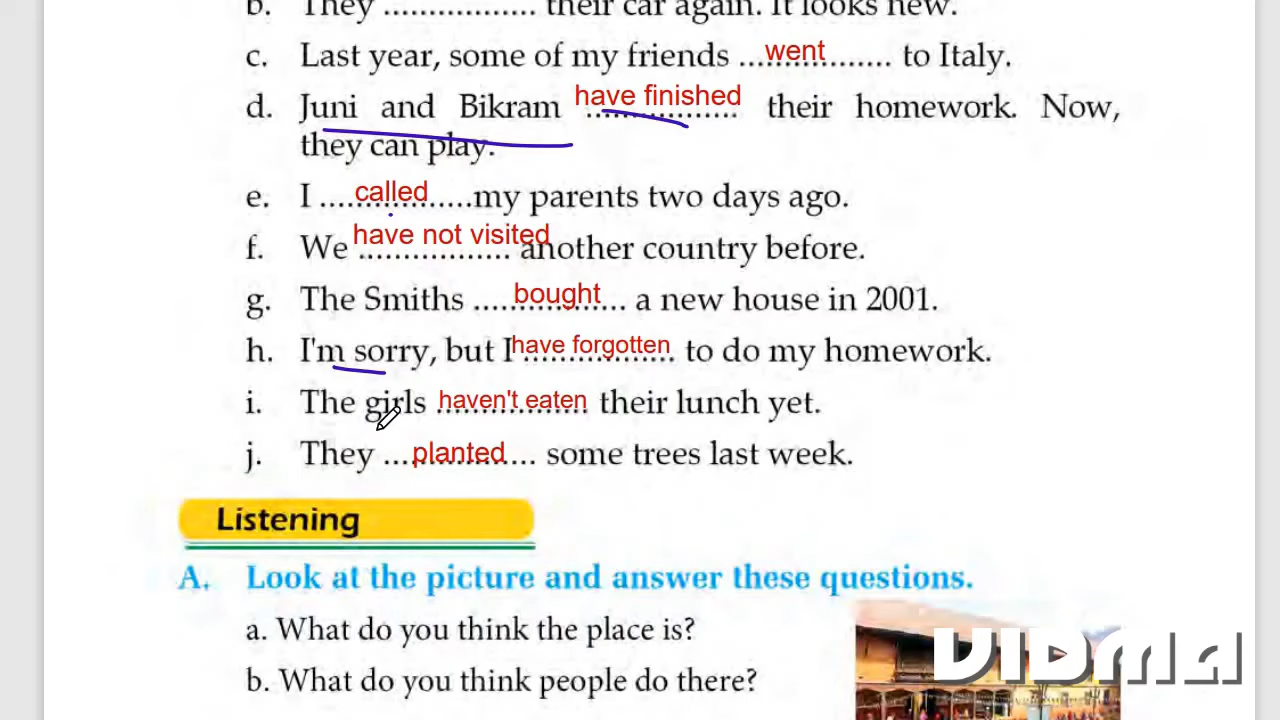 b. They ................. their car again. It looks new.
c. Last year, some of my friends ....went.... to Italy.
d. Juni and Bikram have finished their homework. Now,
they can play.
e. I ....called.....my parents two days ago.
f. We have not visited another country before.
g. The Smiths ....bought... a new house in 2001.
h. I'm sorry, but I have forgotten to do my homework.
i. The girls haven't eaten their lunch yet.
j. They ...planted.... some trees last week.
Listening
A. Look at the picture and answer these questions.
a. What do you think the place is?
b. What do you think people do there?
VIDMA